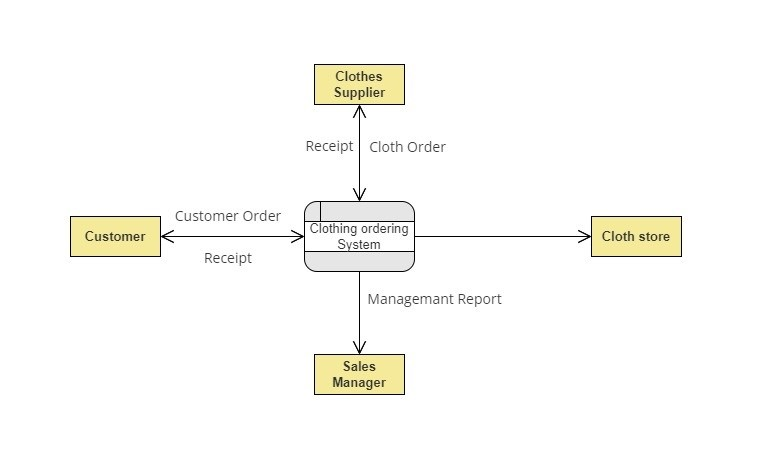 Clothes
Supplier
Receipt
Cloth Order
Customer Order
Customer
Clothing ordering
System
Cloth store
Receipt
Managemant Report
Sales
Manager